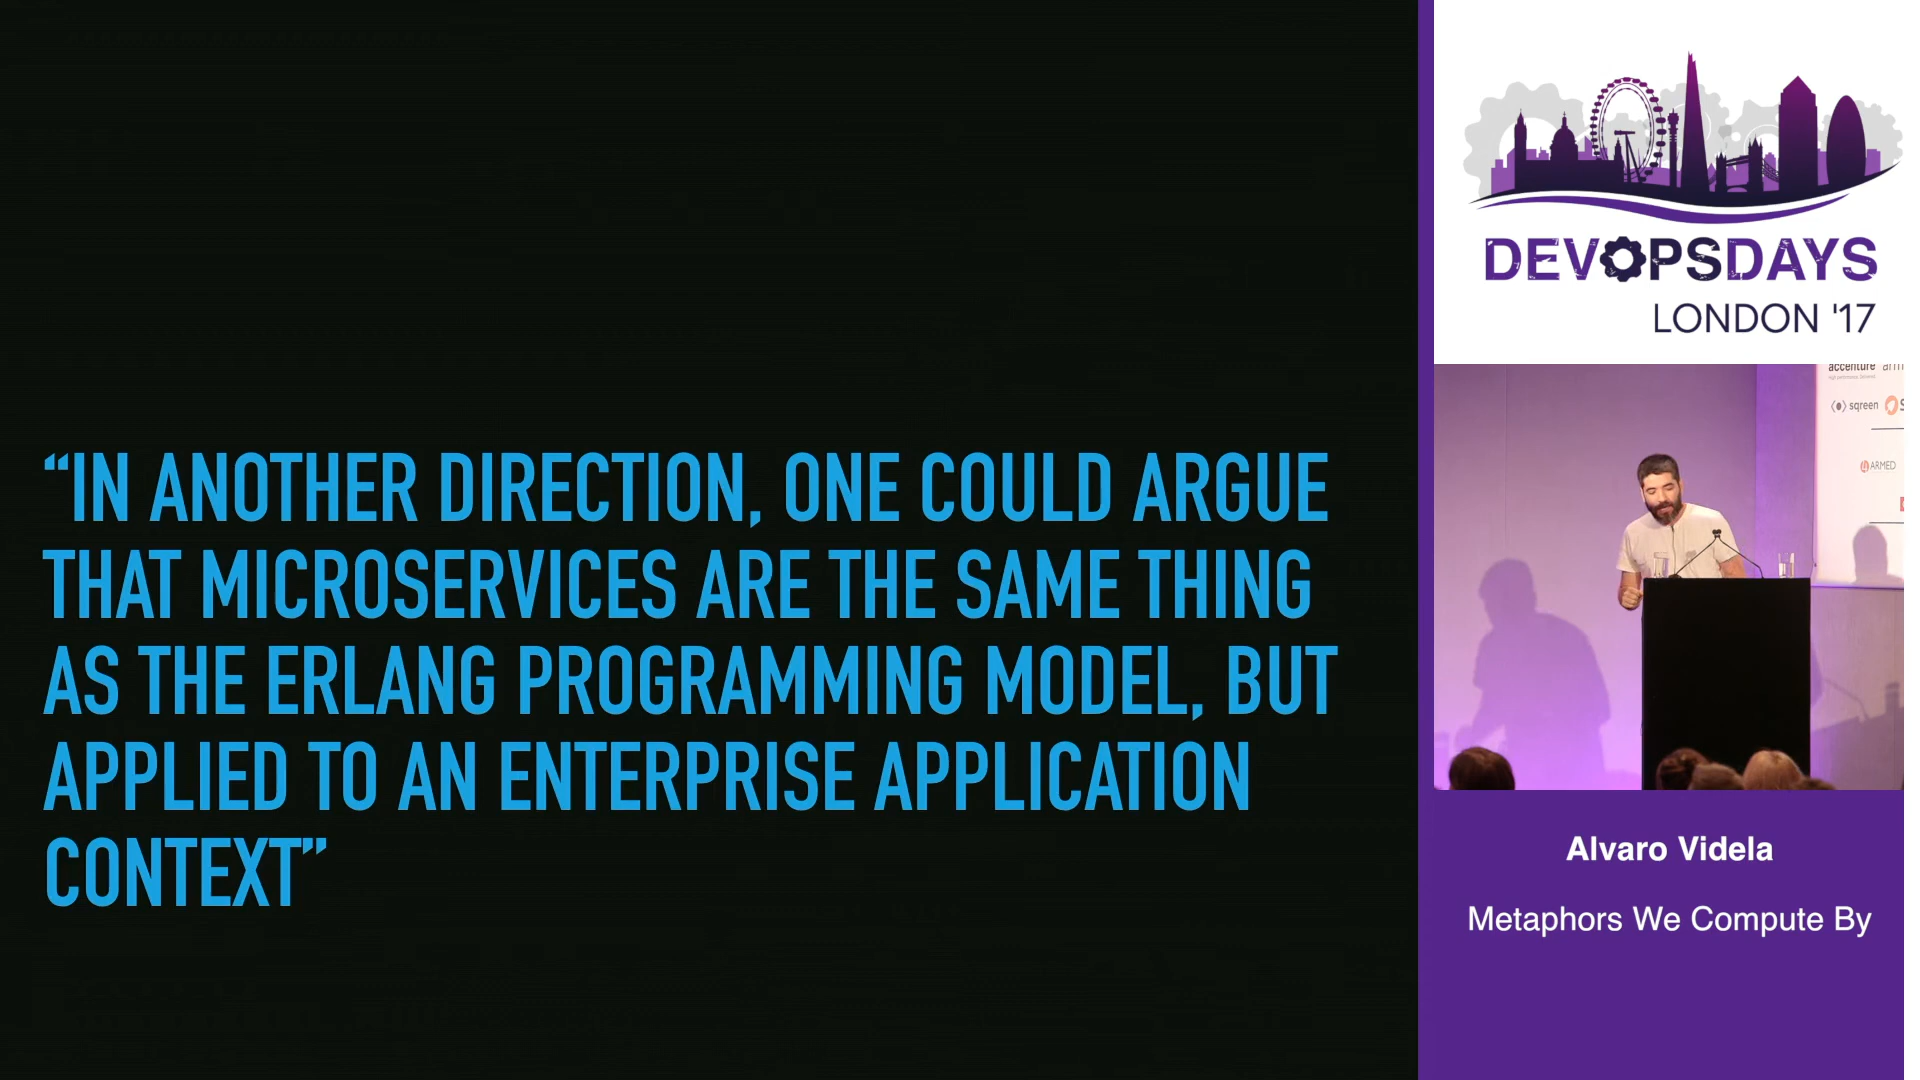 “IN ANOTHER DIRECTION, ONE COULD ARGUE
THAT MICROSERVICES ARE THE SAME THING
AS THE ERLANG PROGRAMMING MODEL, BUT
APPLIED TO AN ENTERPRISE APPLICATION
CONTEXT”
DEVOPSDAYS
LONDON '17
accenture
sqreen
ARMED
Alvaro Videla
Metaphors We Compute By